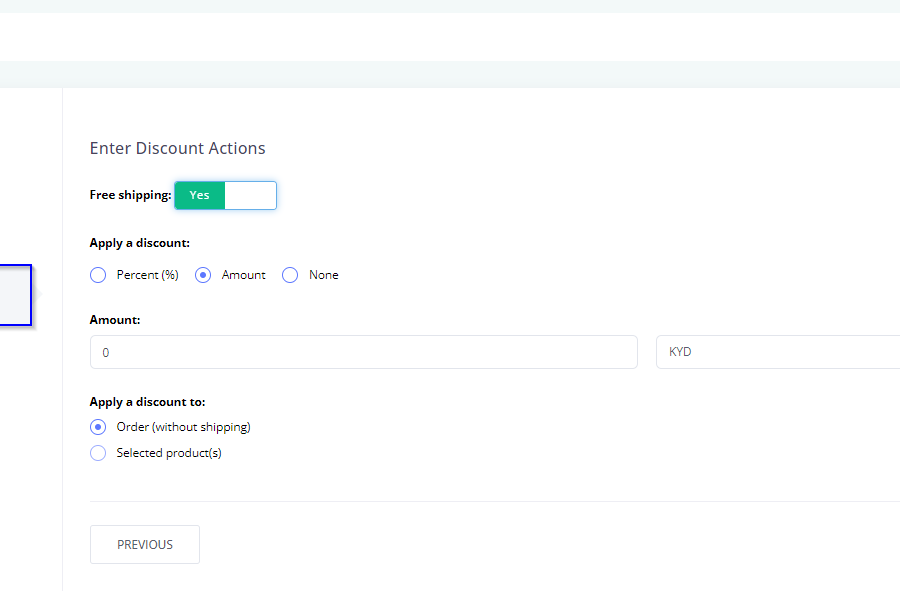 Enter Discount Actions
Free shipping: Yes
Apply a discount:
Percent (%) Amount None
Amount:
0 KYD
Apply a discount to:
Order (without shipping)
Selected product(s)
PREVIOUS